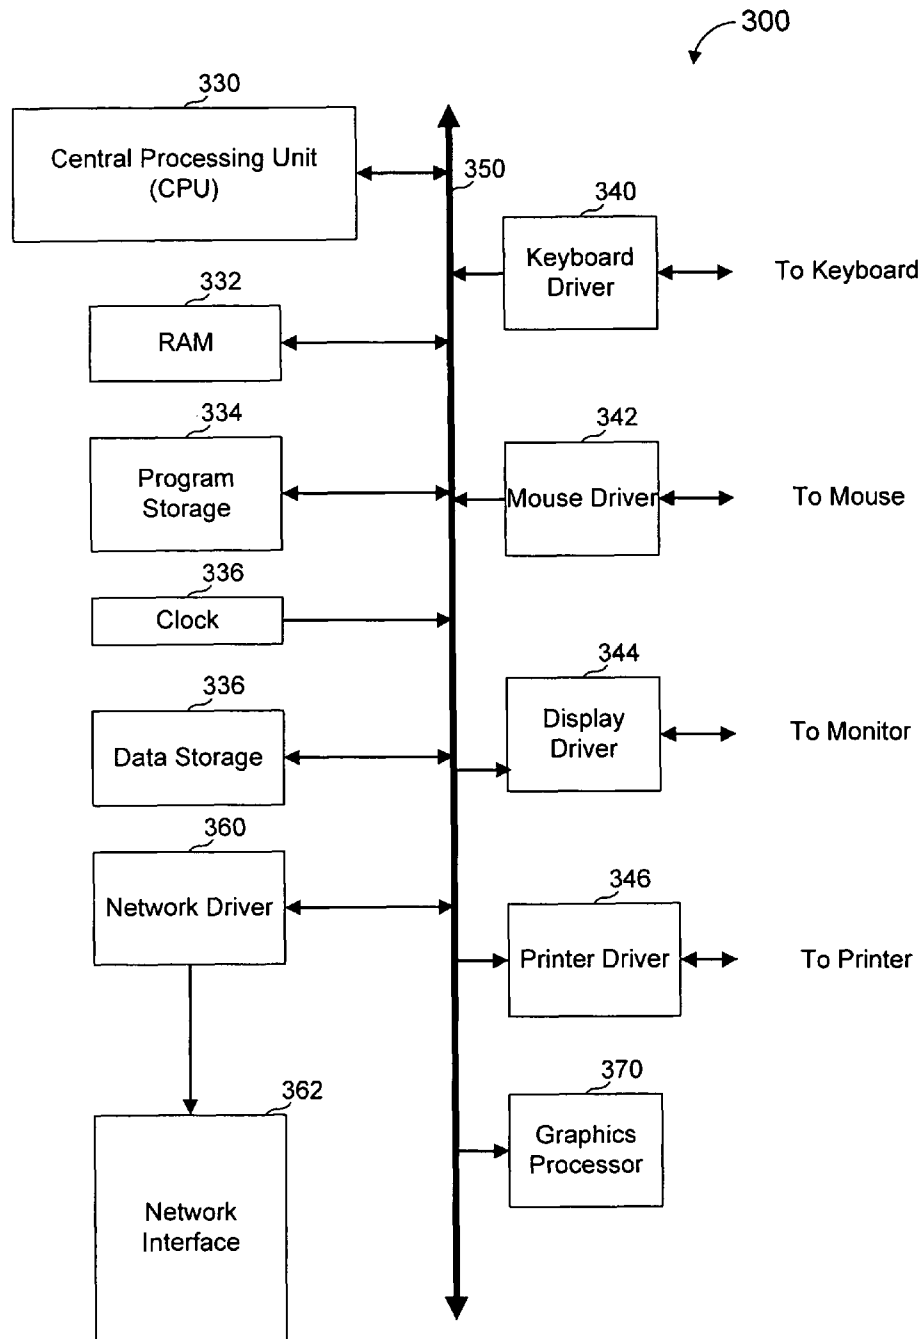 300
330
Central Processing Unit
(CPU)
350
340
Keyboard
Driver
To Keyboard
332
RAM
334
Program
Storage
342
Mouse Driver
To Mouse
336
Clock
344
Display
Driver
To Monitor
336
Data Storage
360
Network Driver
346
Printer Driver
To Printer
370
Graphics
Processor
362
Network
Interface